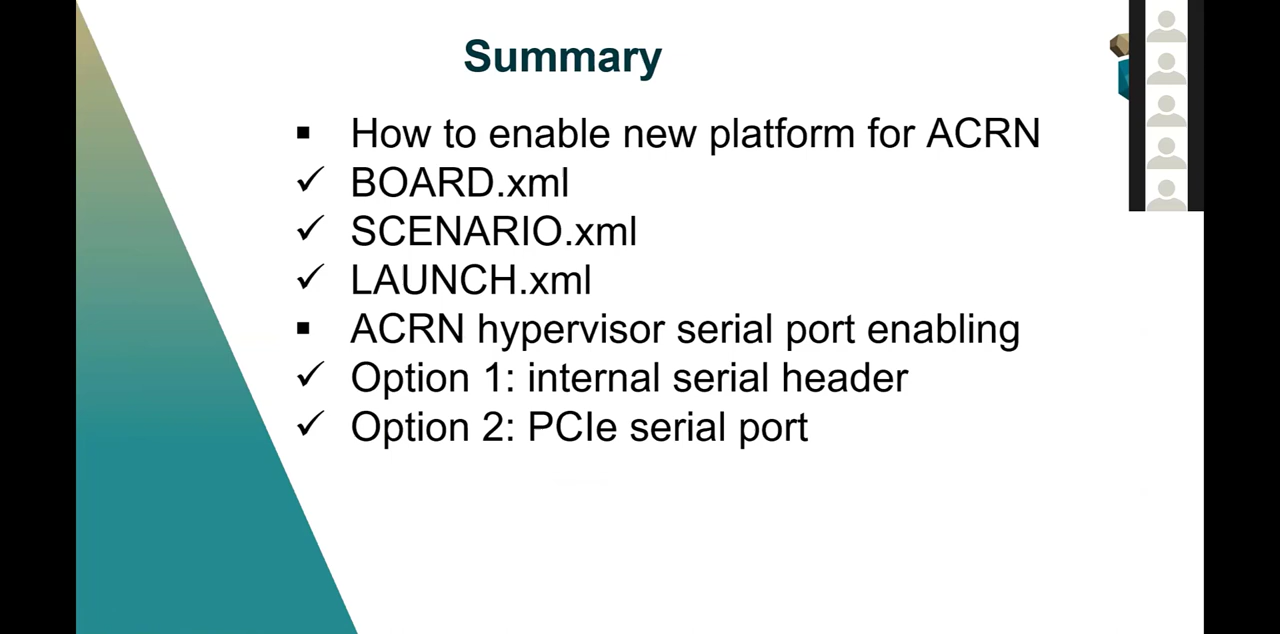 Summary
▪ How to enable new platform for ACRN
✓ BOARD.xml
✓ SCENARIO.xml
✓ LAUNCH.xml
▪ ACRN hypervisor serial port enabling
✓ Option 1: internal serial header
✓ Option 2: PCIe serial port